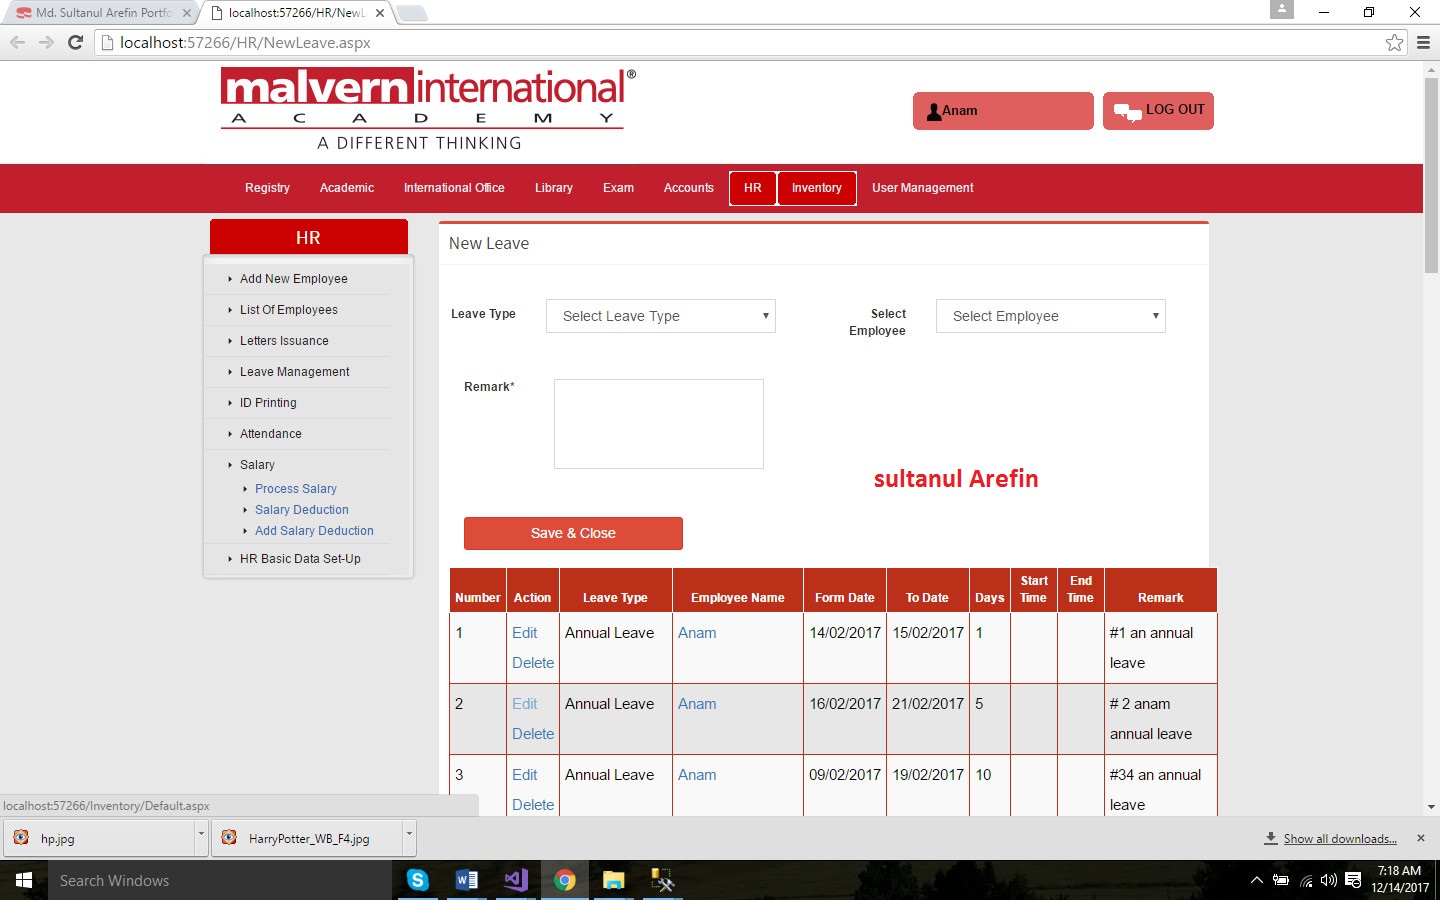 Md. Sultanul Arefin Portfo
localhost:57266/HR/NewL
localhost:57266/HR/NewLeave.aspx
malverninternational®
ACADEMY
A DIFFERENT THINKING
Anam
LOG OUT
Registry Academic International Office Library Exam Accounts HR Inventory User Management
HR
Add New Employee
List Of Employees
Letters Issuance
Leave Management
ID Printing
Attendance
Salary
Process Salary
Salary Deduction
Add Salary Deduction
HR Basic Data Set-Up
New Leave
Leave Type Select Leave Type
Select Employee Select Employee
Remark*
sultanul Arefin
Save & Close
Number Action Leave Type Employee Name Form Date To Date Days Start Time End Time Remark
1 Edit Annual Leave Anam 14/02/2017 15/02/2017 1 #1 an annual
Delete leave
2 Edit Annual Leave Anam 16/02/2017 21/02/2017 5 # 2 anam
Delete annual leave
3 Edit Annual Leave Anam 09/02/2017 19/02/2017 10 #34 an annual
Delete leave
localhost:57266/Inventory/Default.aspx
hp.jpg
HarryPotter_WB_F4.jpg
Show all downloads...
Search Windows
7:18 AM
12/14/2017